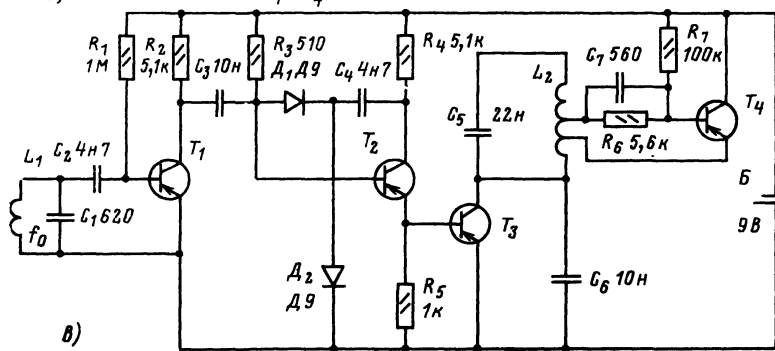 R1
1М
R2
5,1к
C3 10н
R3 510
Д1 Д9
C4 4н7
R4 5,1к
L2
C7 560
R7
100к
T4
C5
22н
R6 5,6к
L1
C2 4н7
T1
T2
T3
Б
9В
f0
C1 620
Д2
Д9
R5
1к
C6 10н
в)